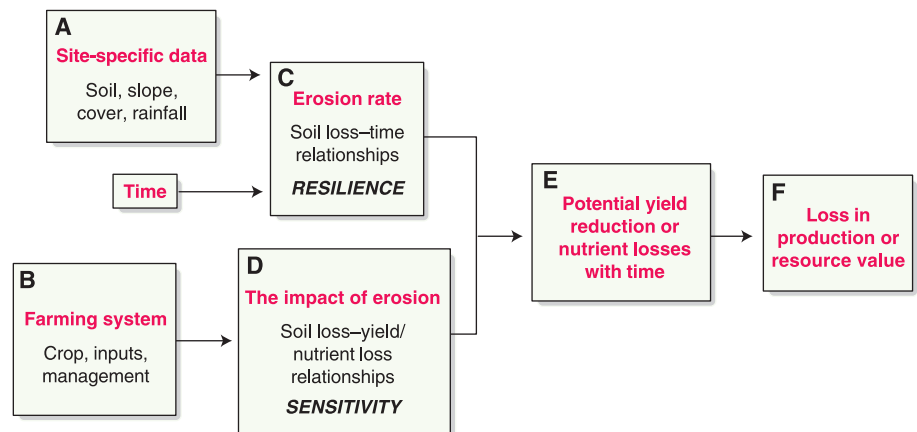 A
Site-specific data
Soil, slope,
cover, rainfall
Time
C
Erosion rate
Soil loss–time
relationships
RESILIENCE
B
Farming system
Crop, inputs,
management
D
The impact of erosion
Soil loss–yield/
nutrient loss
relationships
SENSITIVITY
E
Potential yield
reduction or
nutrient losses
with time
F
Loss in
production or
resource value